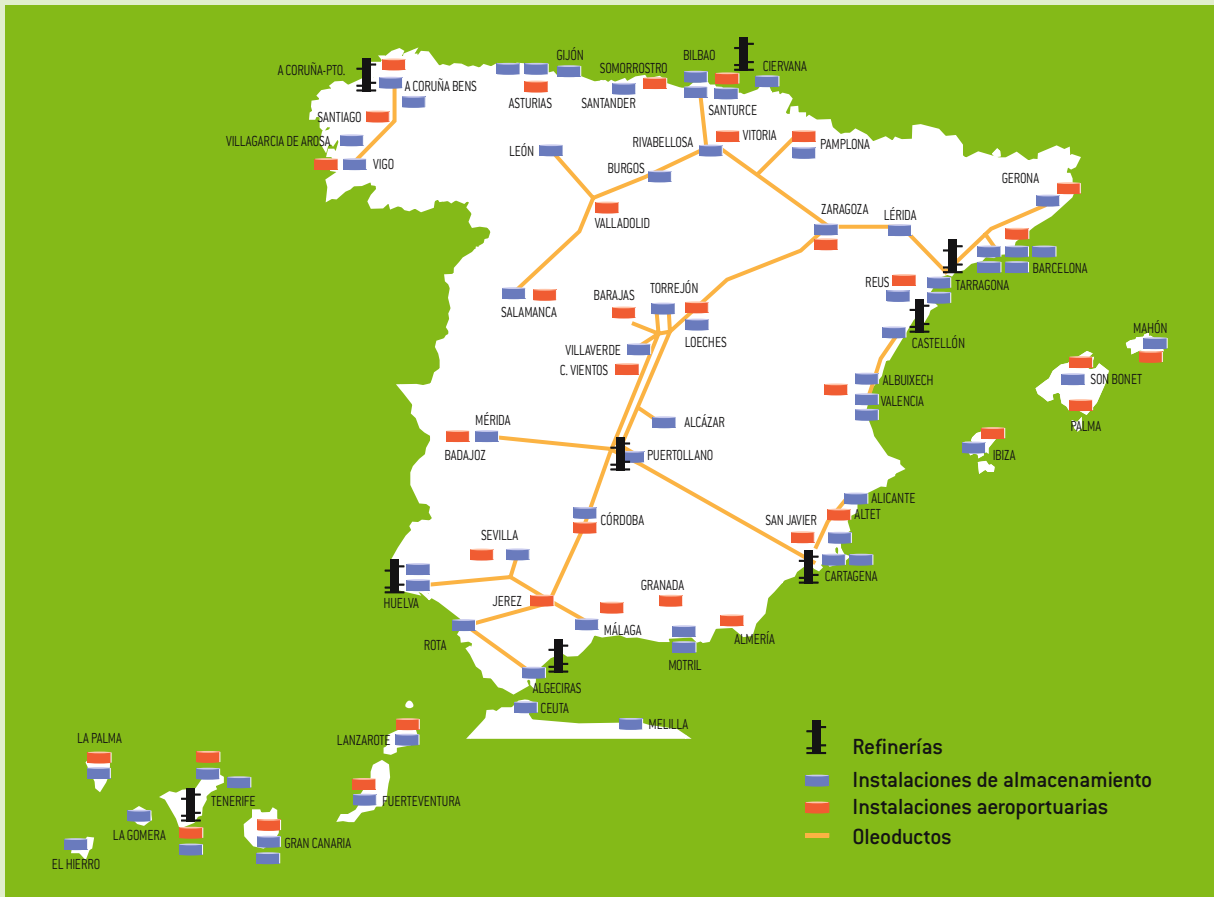 GIJÓN
BILBAO
A CORUÑA-PTO.
SOMORROSTRO
CIERVANA
A CORUÑA BENS
ASTURIAS
SANTANDER
SANTURCE
SANTIAGO
VILLAGARCIA DE AROSA
VITORIA
RIVABELLOSA
PAMPLONA
LEÓN
VIGO
BURGOS
GERONA
ZARAGOZA
LÉRIDA
VALLADOLID
BARCELONA
REUS
TARRAGONA
TORREJÓN
BARAJAS
SALAMANCA
MAHÓN
LOECHES
CASTELLÓN
VILLAVERDE
C. VIENTOS
ALBUIXECH
SON BONET
VALENCIA
MÉRIDA
ALCÁZAR
PALMA
BADAJOZ
PUERTOLLANO
IBIZA
ALICANTE
ALTET
SAN JAVIER
CÓRDOBA
SEVILLA
CARTAGENA
GRANADA
HUELVA
JEREZ
MÁLAGA
ALMERÍA
ROTA
MOTRIL
ALGECIRAS
CEUTA
MELILLA
LA PALMA
LANZAROTE
TENERIFE
FUERTEVENTURA
LA GOMERA
GRAN CANARIA
EL HIERRO
Refinerías
Instalaciones de almacenamiento
Instalaciones aeroportuarias
Oleoductos